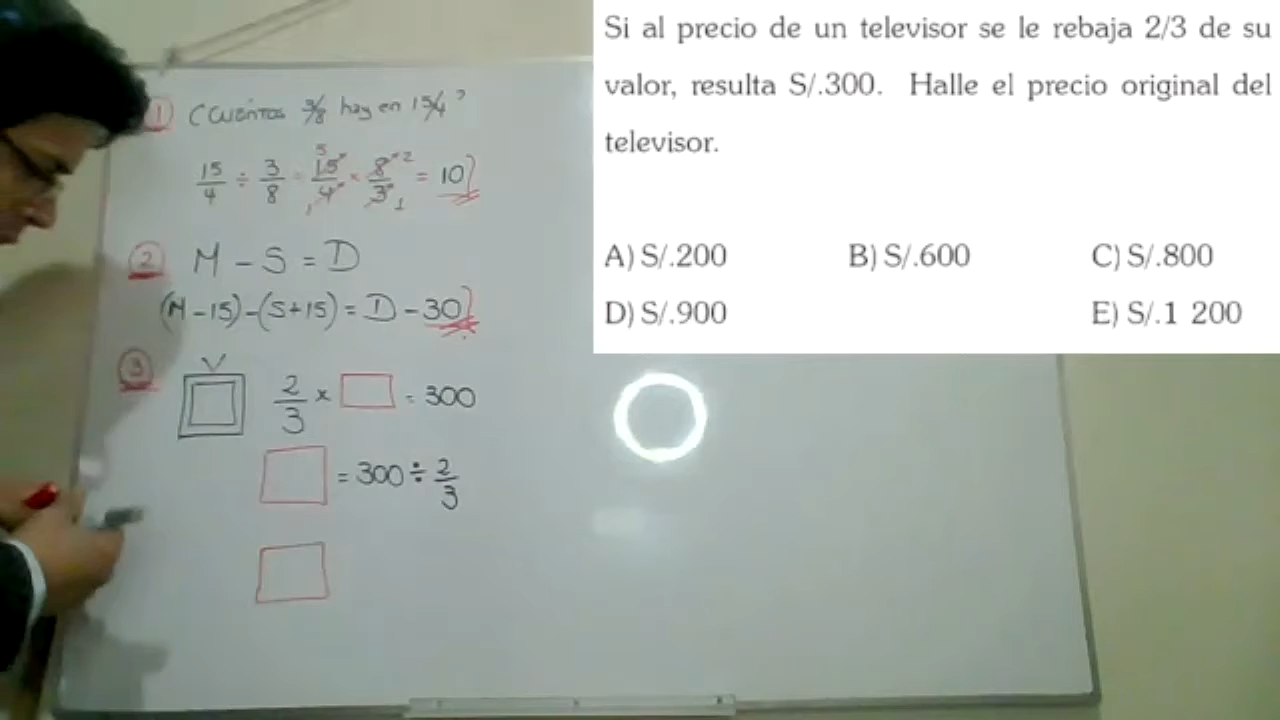 Si al precio de un televisor se le rebaja 2/3 de su
valor, resulta S/.300. Halle el precio original del
televisor.
A) S/.200 B) S/.600 C) S/.800
D) S/.900 E) S/.1 200
1 ¿Cuántos 3/8 hay en 15/4?
15/4 ÷ 3/8 = 15/4 × 8/3 = 10
2 M - S = D
(M-15)-(S+15) = D - 30
3 2/3 × □ = 300
□ = 300 ÷ 2/3